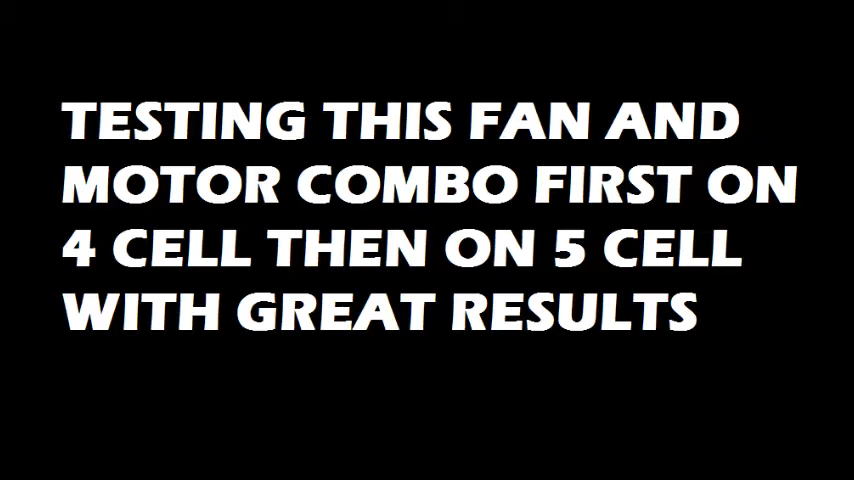 TESTING THIS FAN AND
MOTOR COMBO FIRST ON
4 CELL THEN ON 5 CELL
WITH GREAT RESULTS